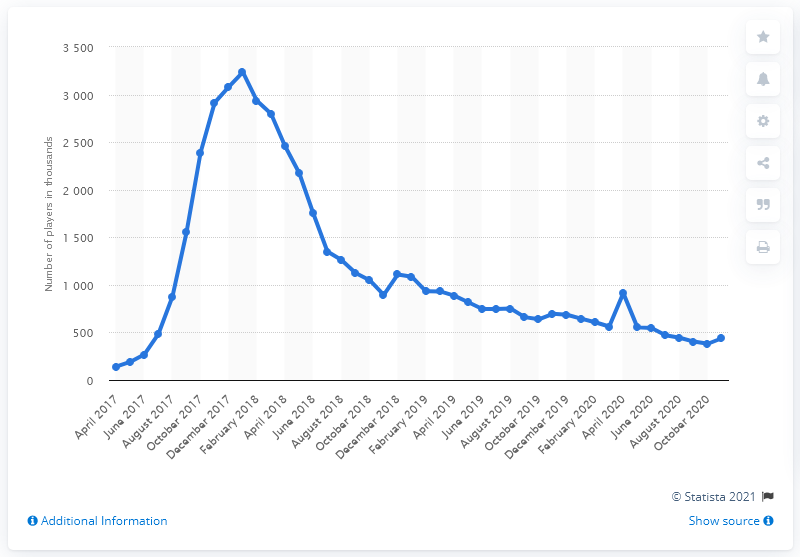 3 500
3 000
2 500
2 000
1 500
1 000
500
0
Number of players in thousands
April 2017
June 2017
August 2017
October 2017
December 2017
February 2018
April 2018
June 2018
August 2018
October 2018
December 2018
February 2019
April 2019
June 2019
August 2019
October 2019
December 2019
February 2020
April 2020
June 2020
August 2020
October 2020
© Statista 2021
Additional Information
Show source